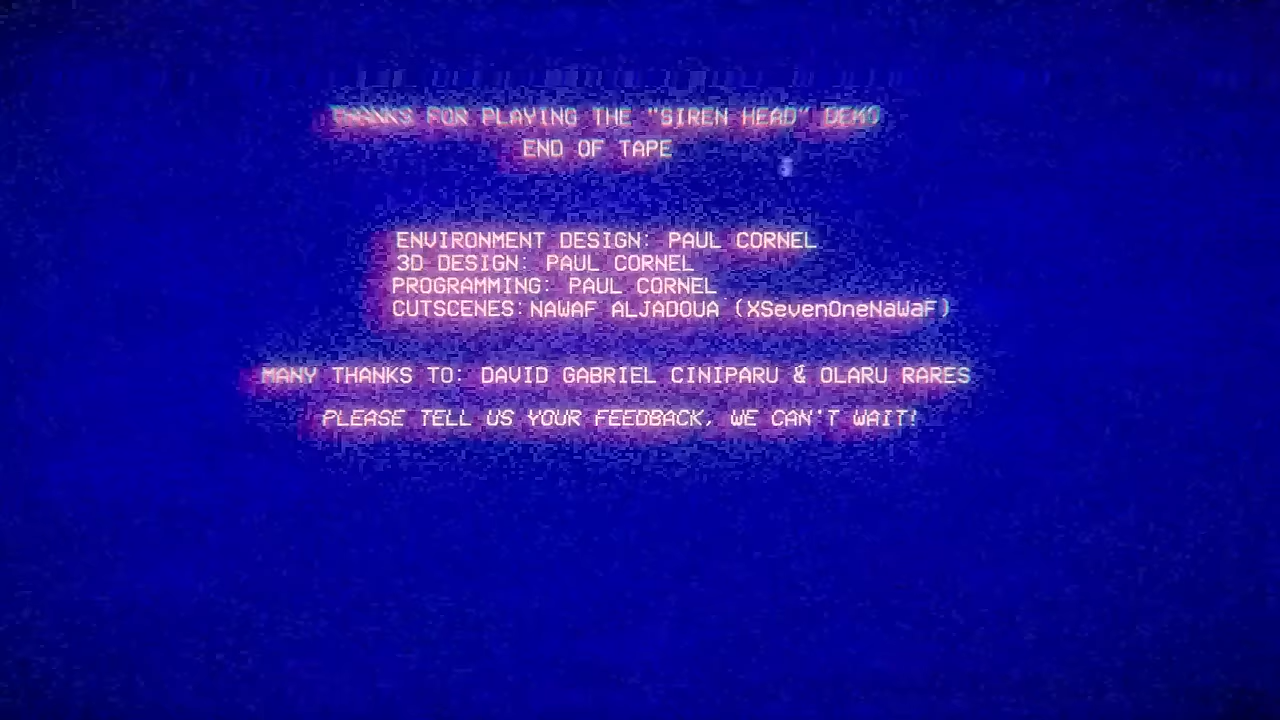 THANKS FOR PLAYING THE "SIREN HEAD" DEMO
END OF TAPE
ENVIRONMENT DESIGN: PAUL CORNEL
3D DESIGN: PAUL CORNEL
PROGRAMMING: PAUL CORNEL
CUTSCENES: NAWAF ALJADOUA (XSevenOneNaWaF)
MANY THANKS TO: DAVID GABRIEL CINIPARU & OLARU RARES
PLEASE TELL US YOUR FEEDBACK, WE CAN'T WAIT!